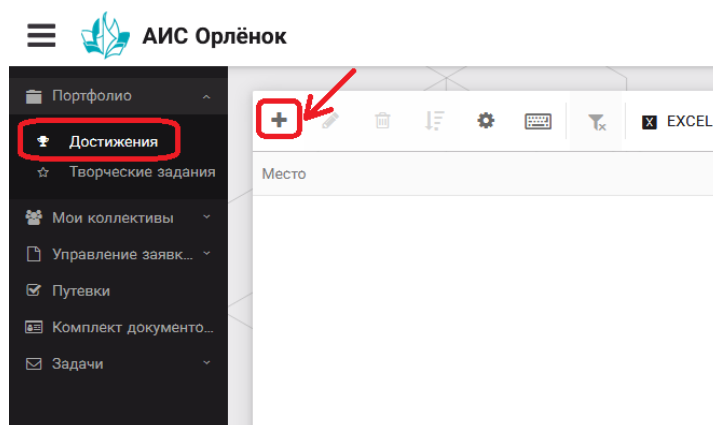 АИС Орлёнок
Портфолио
Достижения
Творческие задания
Мои коллективы
Управление заявк...
Путевки
Комплект документо...
Задачи
X EXCEL
Место